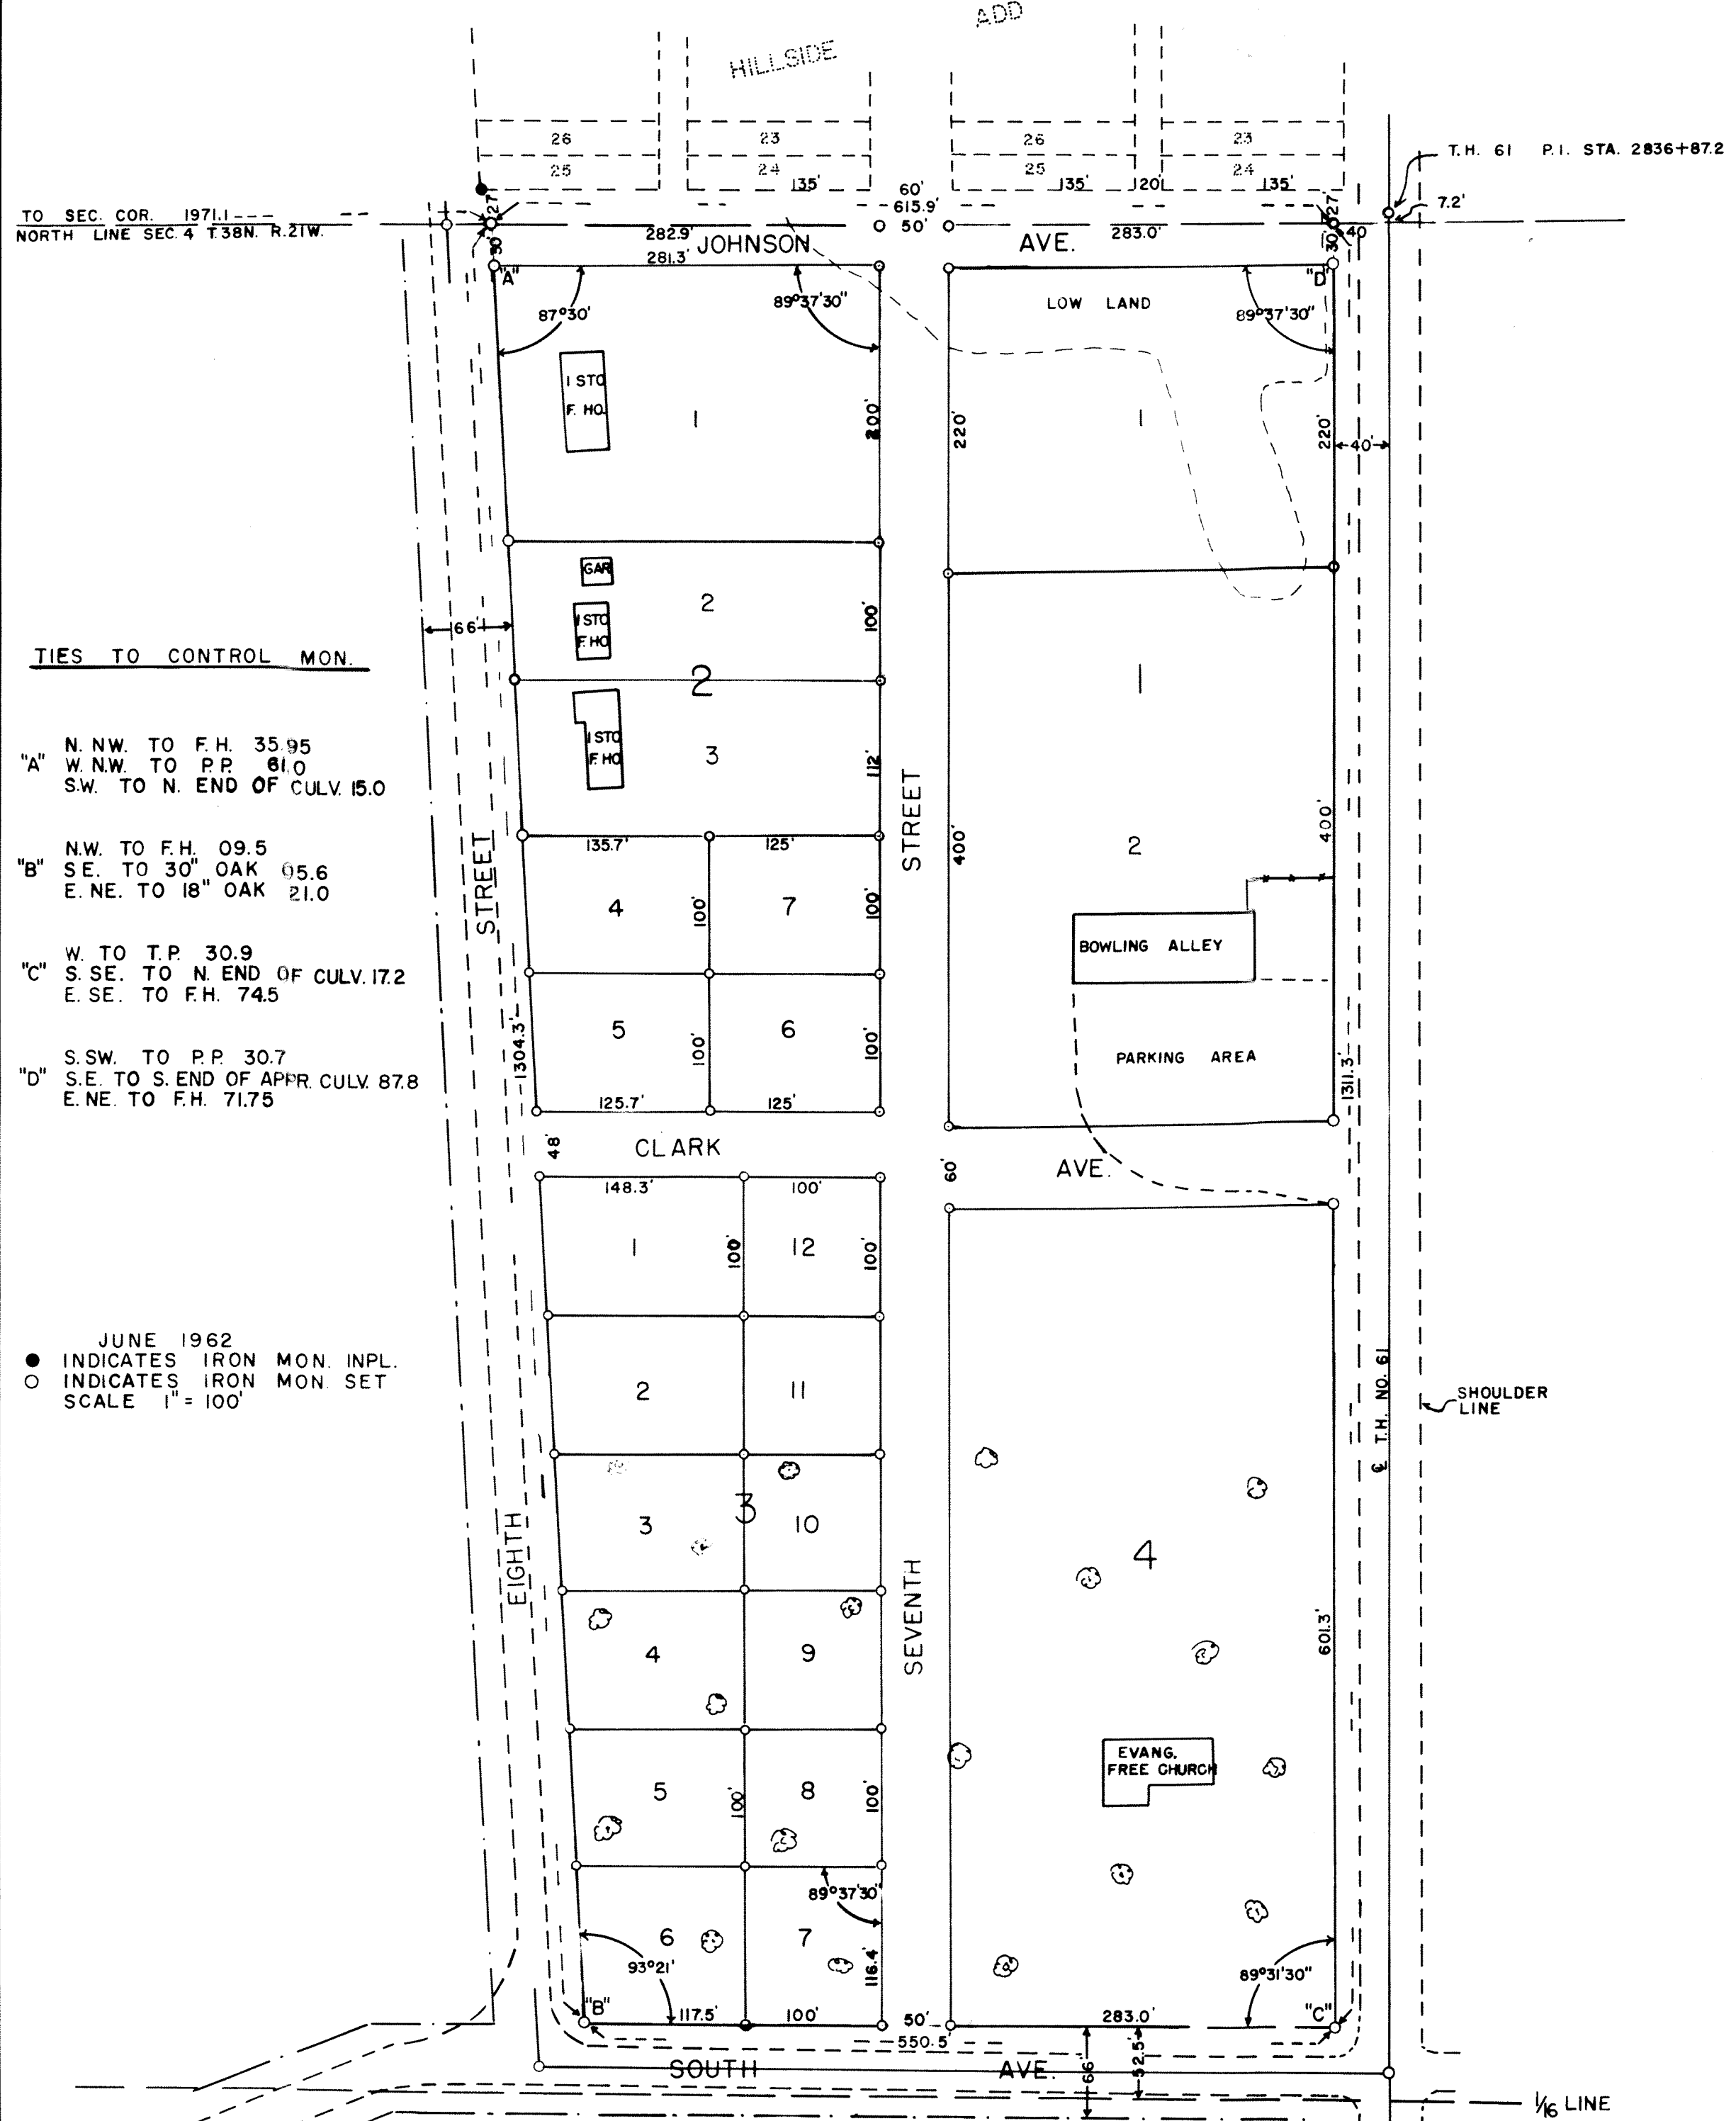 ADD
HILLSIDE
26 23 26 23
25 24 25 24
135' 135' 120' 135'
T.H. 61 P.I. STA. 2836+87.2
60'
7.2'
TO SEC. COR. 1971.1
NORTH LINE SEC. 4 T.38N. R.21W.
27 615.9' 27
30' 282.9' 50' 283.0' 30' 40
JOHNSON AVE.
281.3'
"A" "D"
87°30' 89°37'30" LOW LAND 89°37'30"
1 STO
F. HO.
1 200' 220' 1 220' 40'
GAR
2 100'
1 STO
F. HO
66'
2 1
1 STO
F. HO
3 112'
STREET STREET
135.7' 125' 400' 2 400'
4 100' 7 100'
BOWLING ALLEY
5 100' 6 100'
1304.3' PARKING AREA 1311.3'
125.7' 125'
48' CLARK AVE.
60'
148.3' 100'
1 100' 12 100'
2 11
3 3 10
4 9
EIGHTH SEVENTH
4
601.3'
5 100' 8 100'
EVANG.
FREE CHURCH
89°37'30"
6 7 116.4'
93°21' 89°31'30"
"B" "C"
117.5' 100' 50' 283.0'
550.5'
SOUTH AVE.
66' 52.5'
1/16 LINE
℄ T.H. NO. 61
SHOULDER
LINE
TIES TO CONTROL MON.
"A" N. NW. TO F.H. 35.95
W. N.W. TO P.P. 61.0
S.W. TO N. END OF CULV. 15.0
"B" N.W. TO F.H. 09.5
SE. TO 30" OAK 05.6
E. NE. TO 18" OAK 21.0
"C" W. TO T.P. 30.9
S. SE. TO N. END OF CULV. 17.2
E. SE. TO F.H. 74.5
"D" S. SW. TO P.P. 30.7
S.E. TO S. END OF APPR. CULV. 87.8
E. NE. TO F.H. 71.75
JUNE 1962
INDICATES IRON MON. INPL.
INDICATES IRON MON. SET
SCALE 1" = 100'